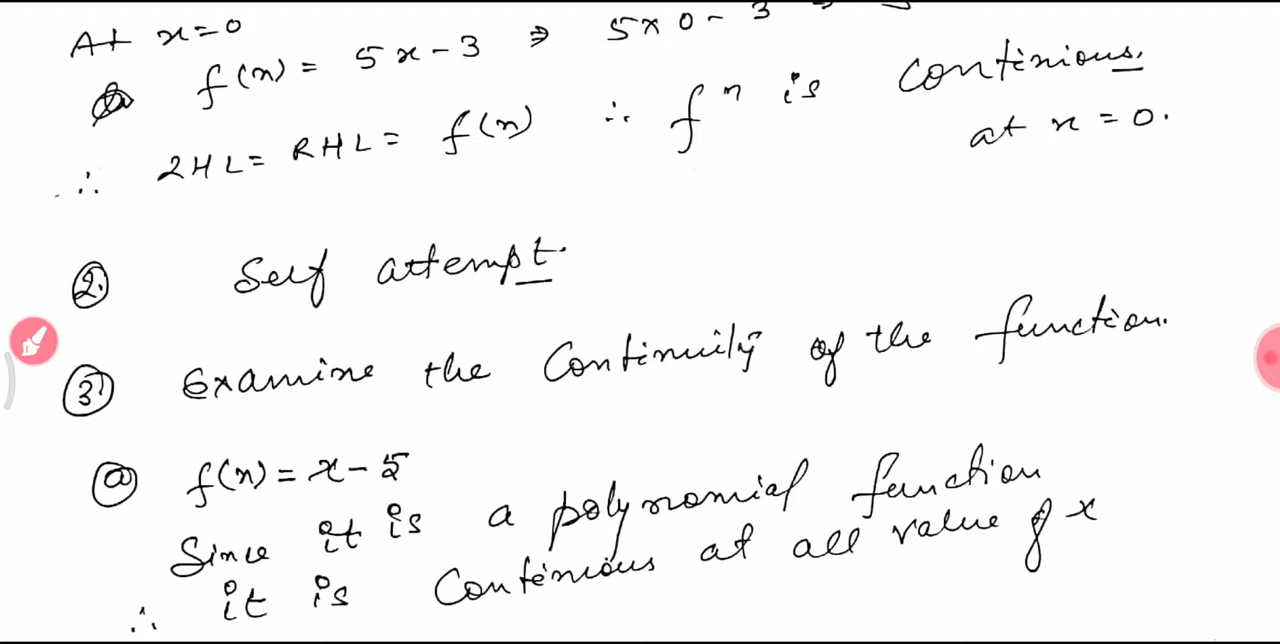 At x=0
f(x) = 5x-3 ⇒ 5×0-3
∴ LHL = RHL = f(x) ∴ fⁿ is continious.
at x = 0.
2. Self attempt.
3 Examine the Continuity of the function.
a f(x) = x-5
Since it is a polynomial function
∴ it is Continious at all value of x